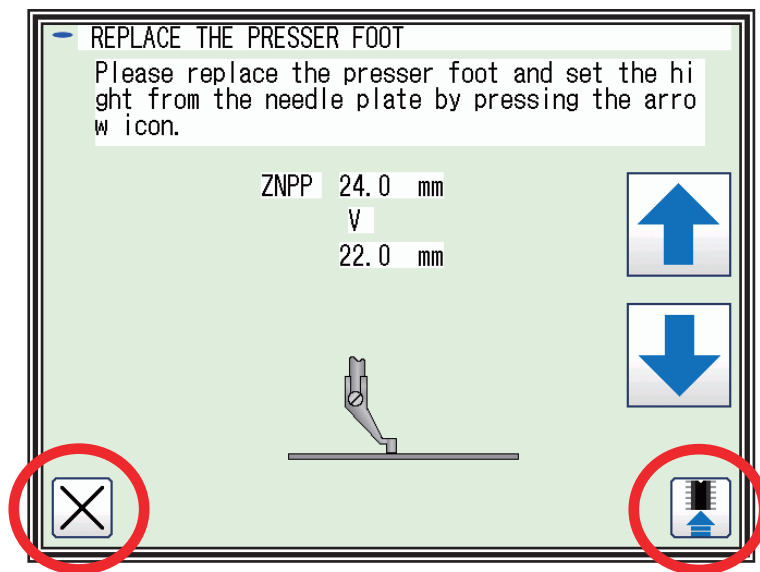 REPLACE THE PRESSER FOOT
Please replace the presser foot and set the hi
ght from the needle plate by pressing the arro
w icon.
ZNPP 24.0 mm
V
22.0 mm